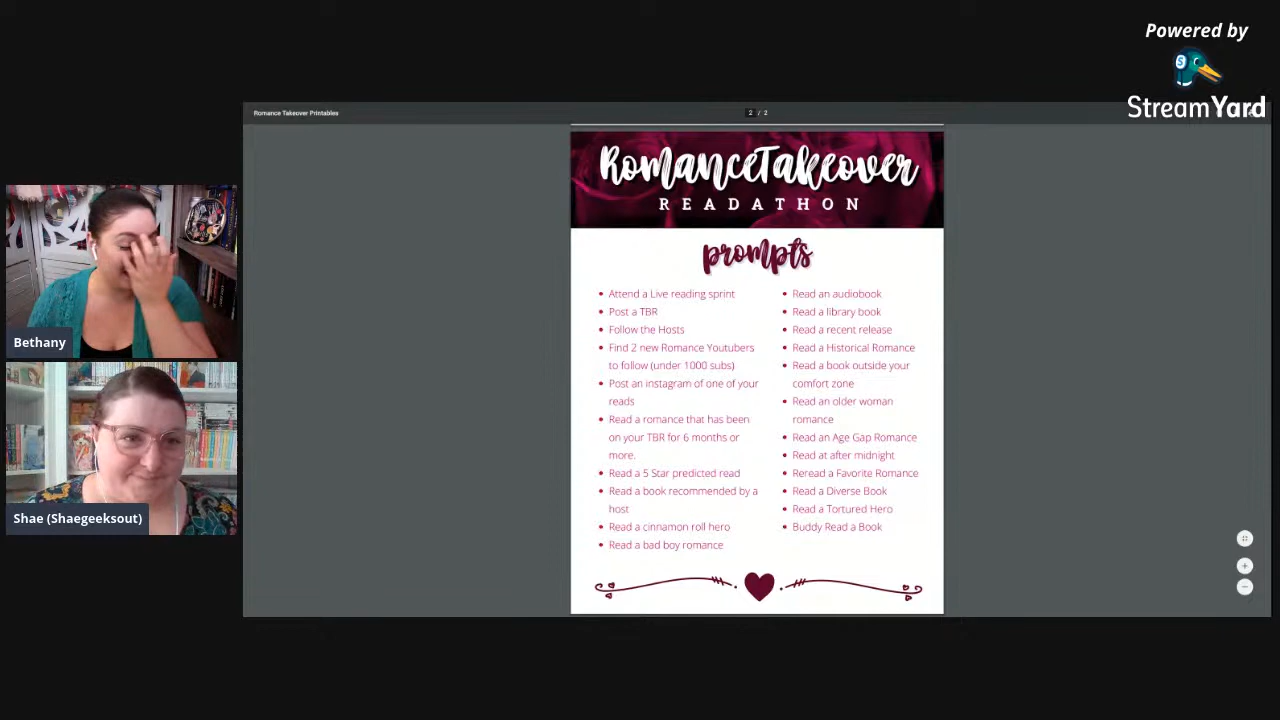 Powered by
StreamYard
Romance Takeover Printables
2 / 2
RomanceTakeover
READATHON
prompts
Attend a Live reading sprint
Post a TBR
Follow the Hosts
Find 2 new Romance Youtubers
to follow (under 1000 subs)
Post an instagram of one of your
reads
Read a romance that has been
on your TBR for 6 months or
more.
Read a 5 Star predicted read
Read a book recommended by a
host
Read a cinnamon roll hero
Read a bad boy romance
Read an audiobook
Read a library book
Read a recent release
Read a Historical Romance
Read a book outside your
comfort zone
Read an older woman
romance
Read an Age Gap Romance
Read at after midnight
Reread a Favorite Romance
Read a Diverse Book
Read a Tortured Hero
Buddy Read a Book
Bethany
Shae (Shaegeeksout)